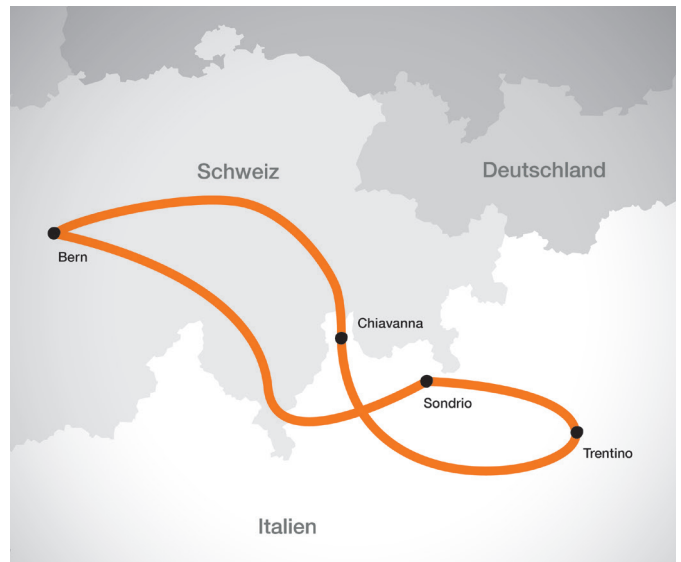 Schweiz
Deutschland
Bern
Chiavanna
Sondrio
Trentino
Italien